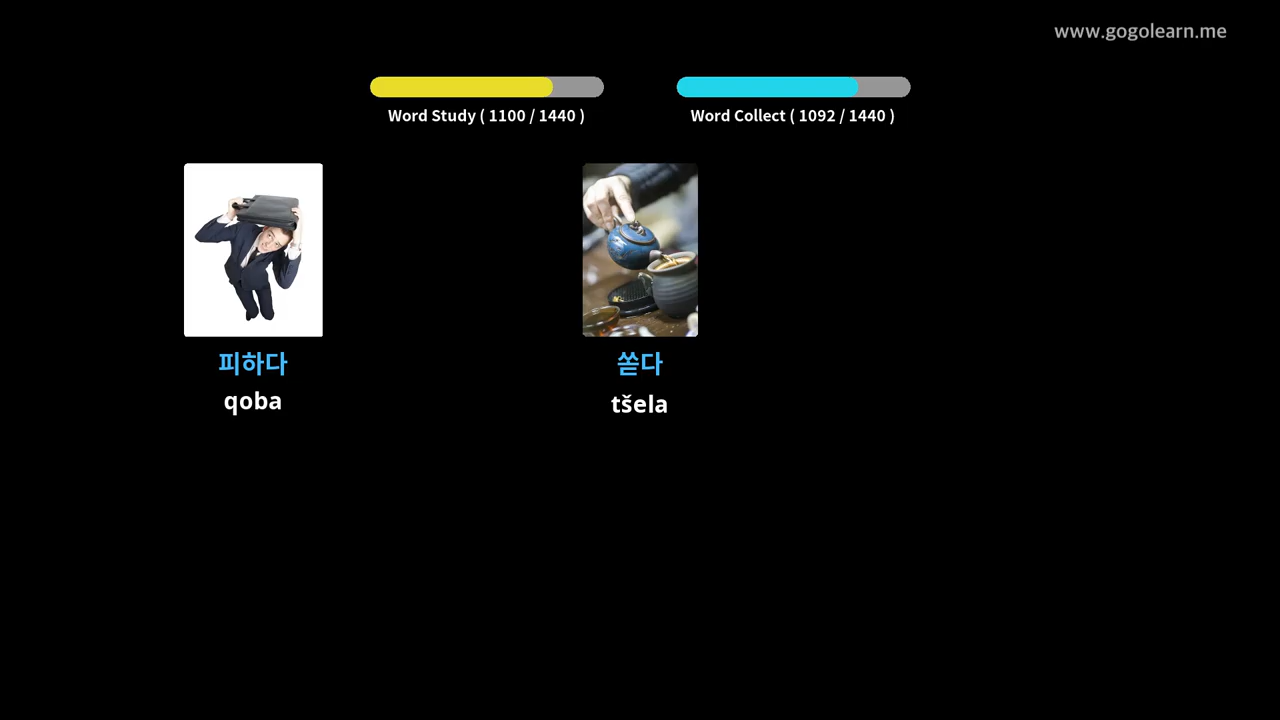 www.gogolearn.me
Word Study ( 1100 / 1440 )
Word Collect ( 1092 / 1440 )
피하다
qoba
쏟다
tšela